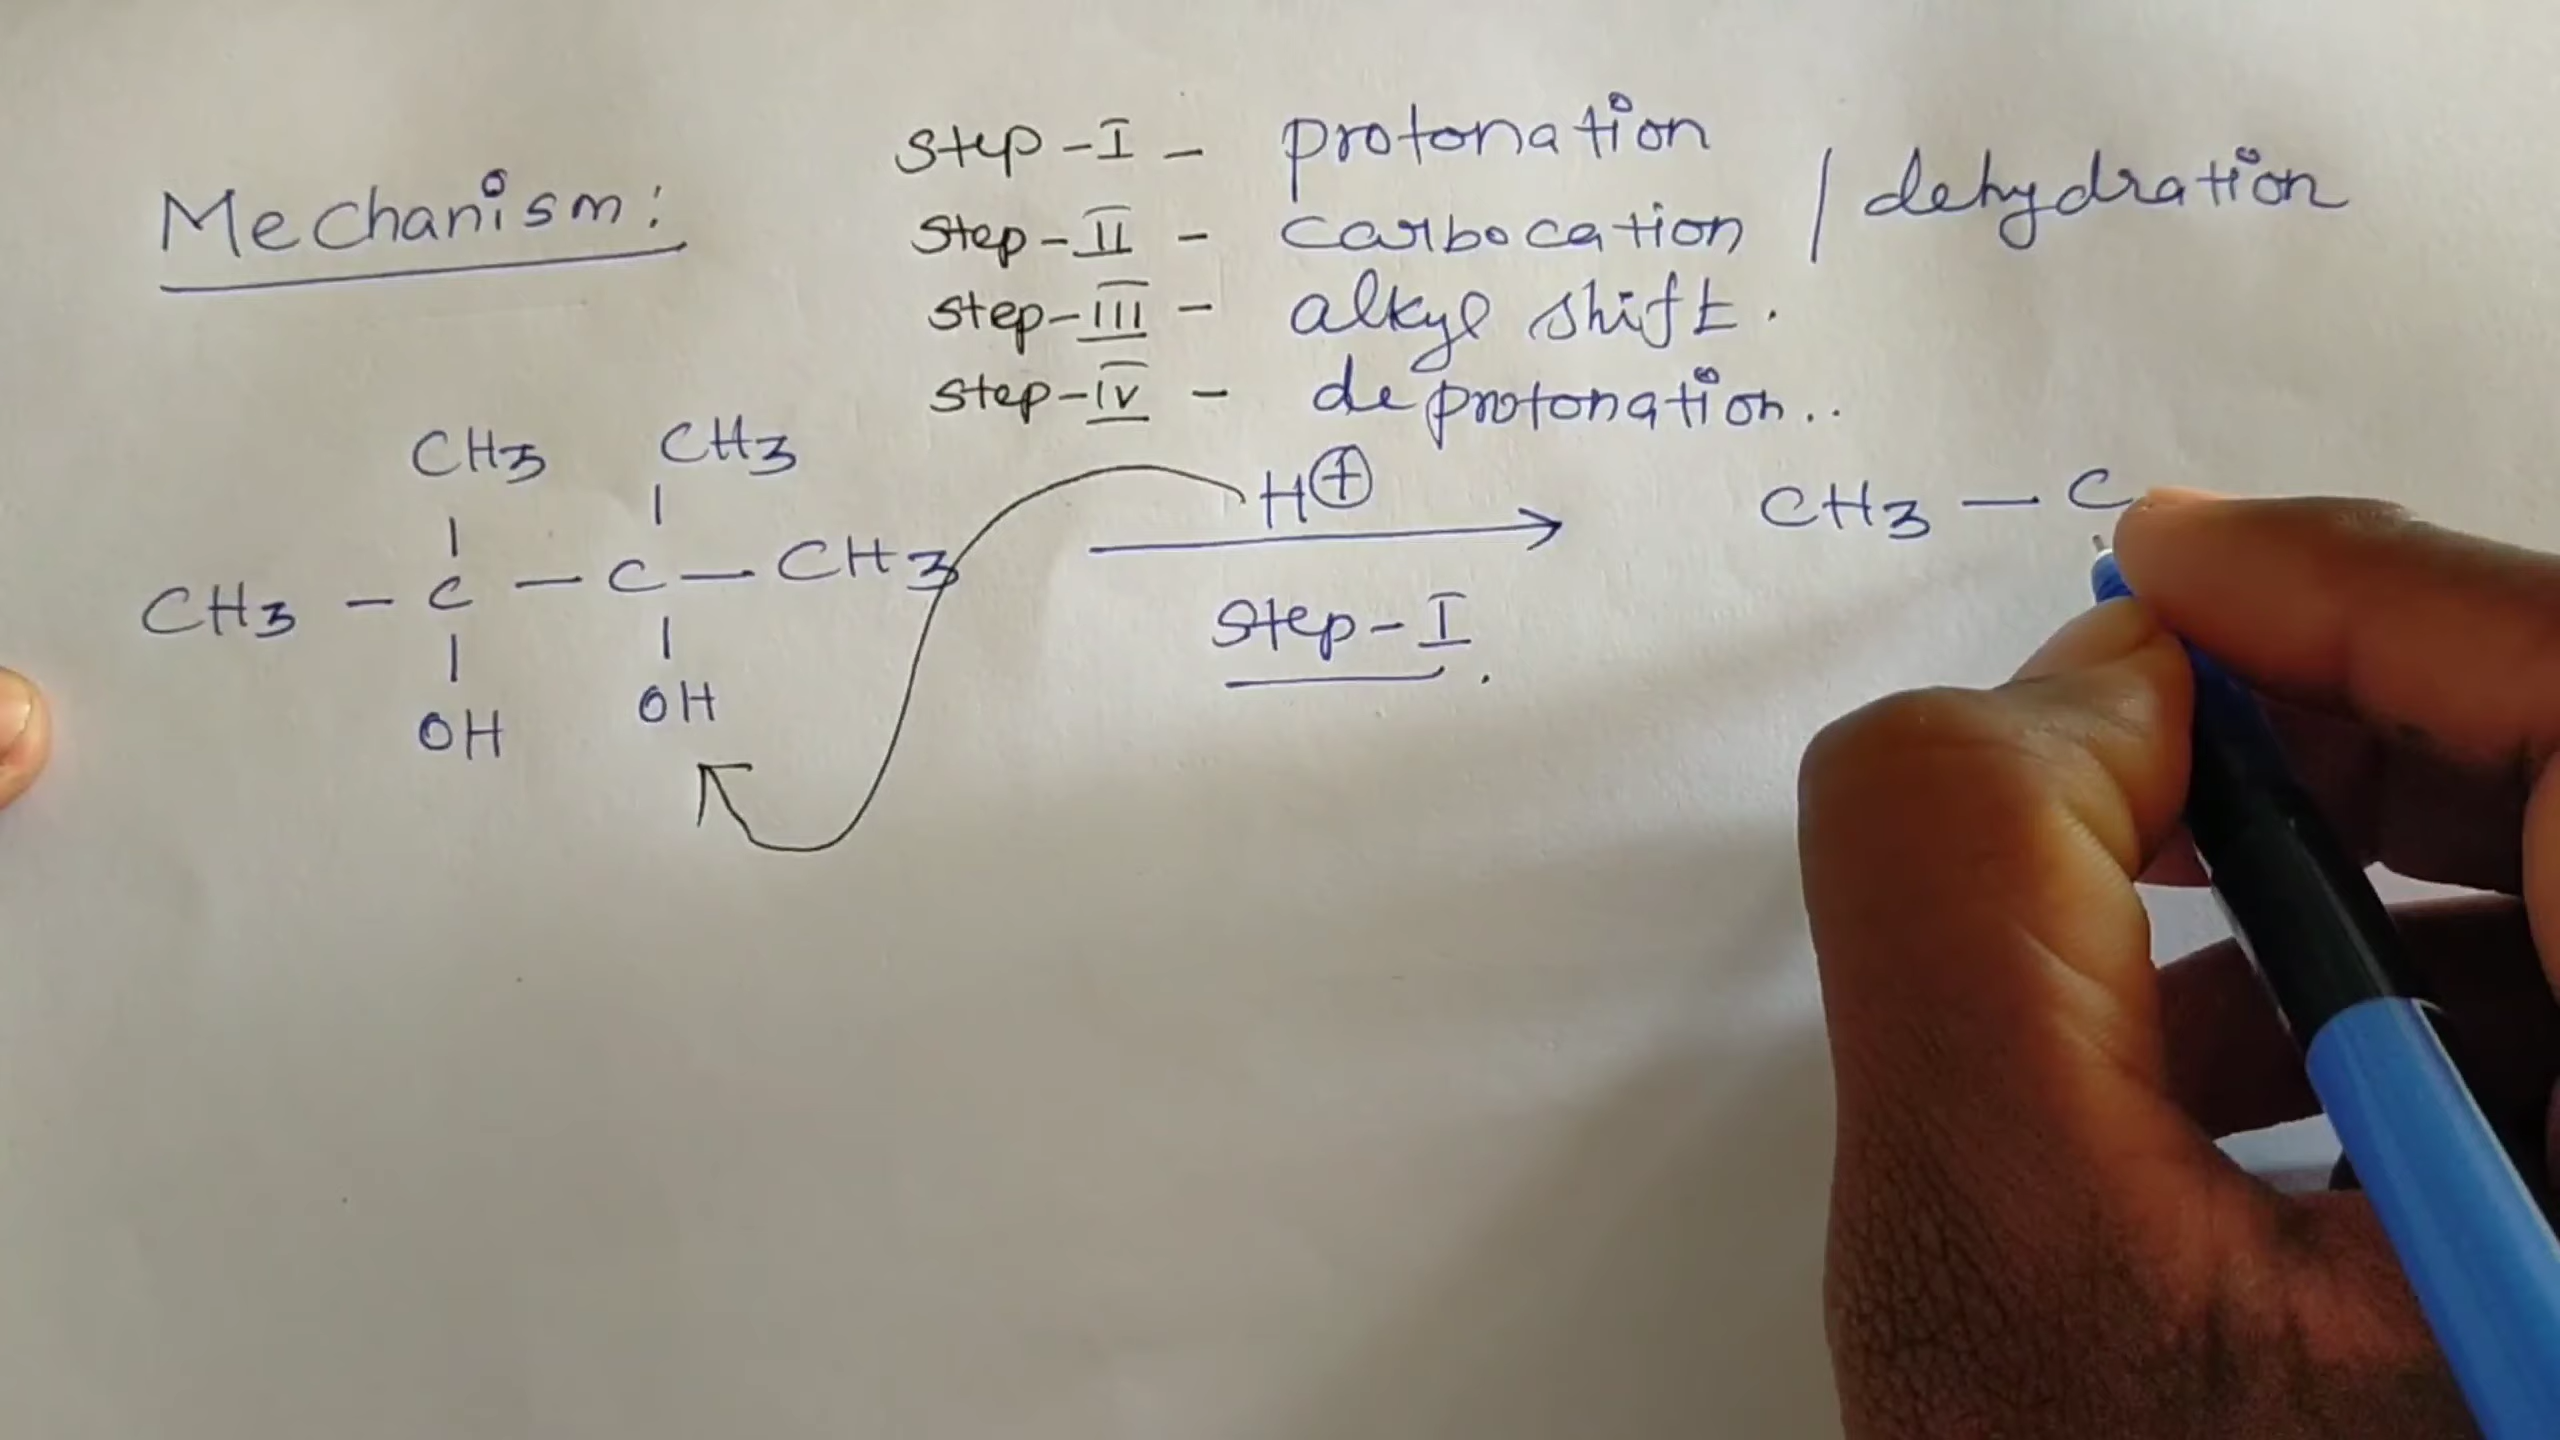 Mechanism:
Step-I - protonation
Step-II - carbocation / dehydration
Step-III - alkyl shift.
Step-IV - deprotonation..
CH3 CH3
| |
CH3 - C - C - CH3
| |
OH OH
H⊕
Step-I.
CH3 - C